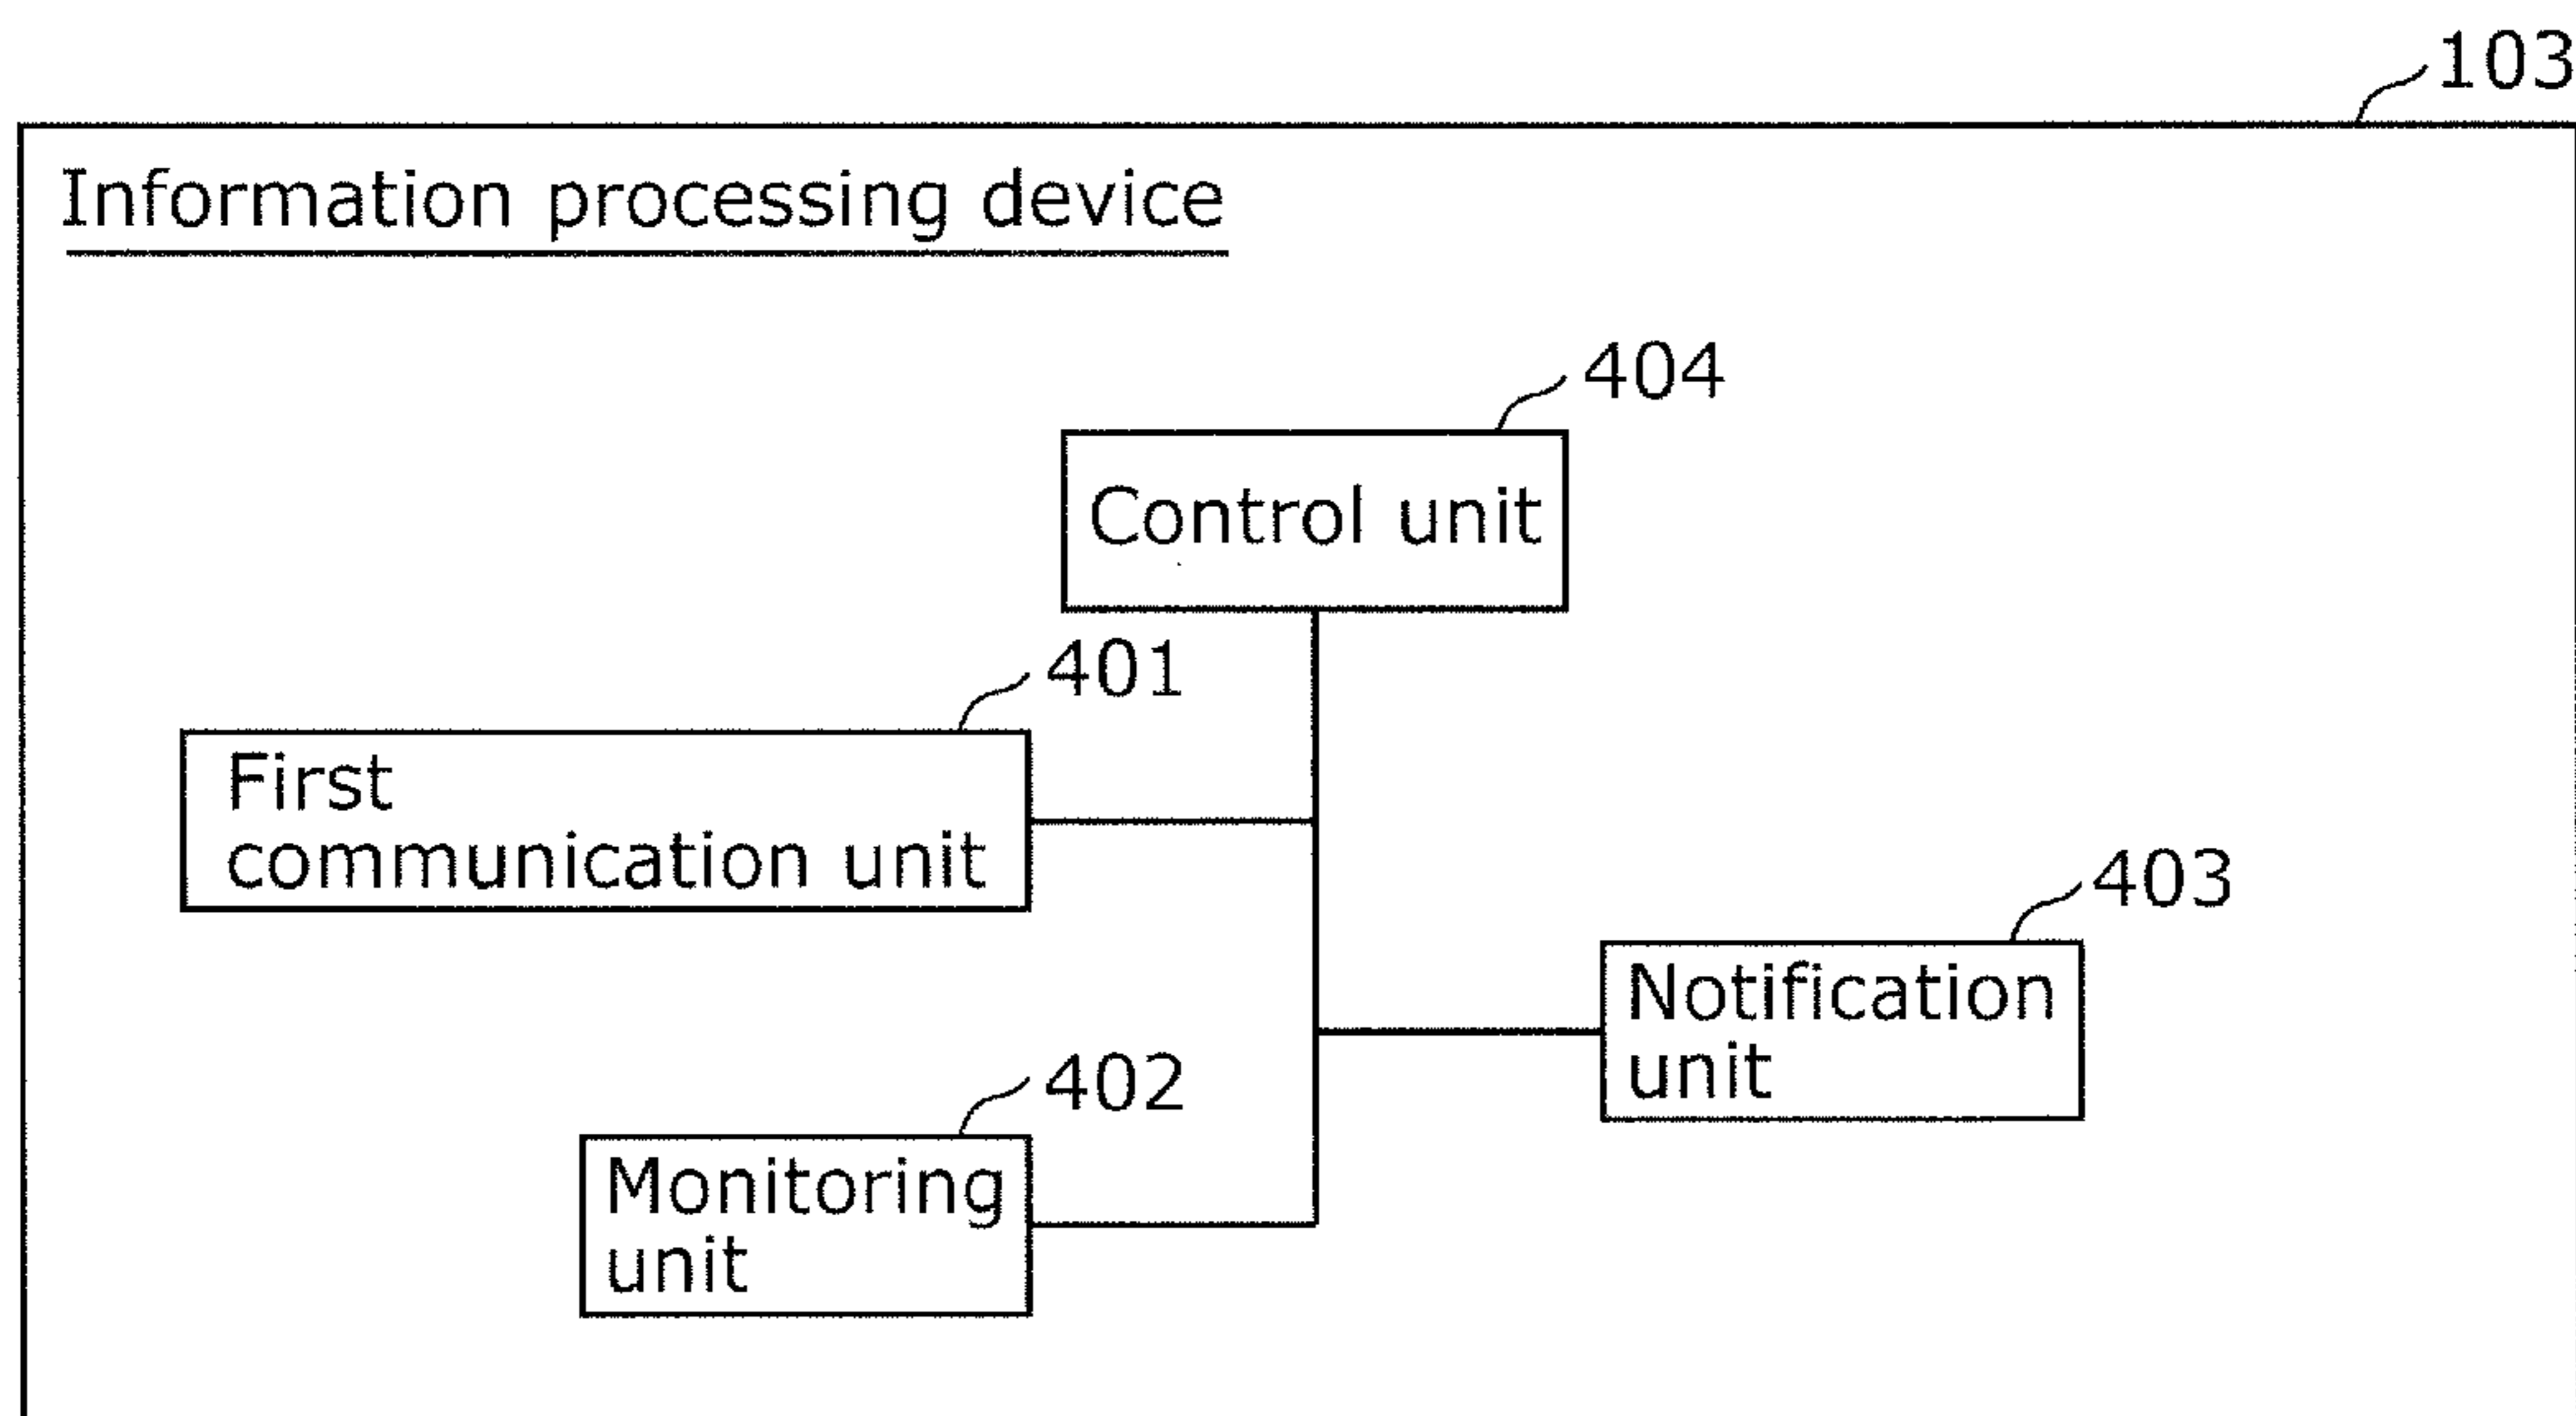 103
Information processing device
404
Control unit
401
First
communication unit
403
Notification
unit
402
Monitoring
unit